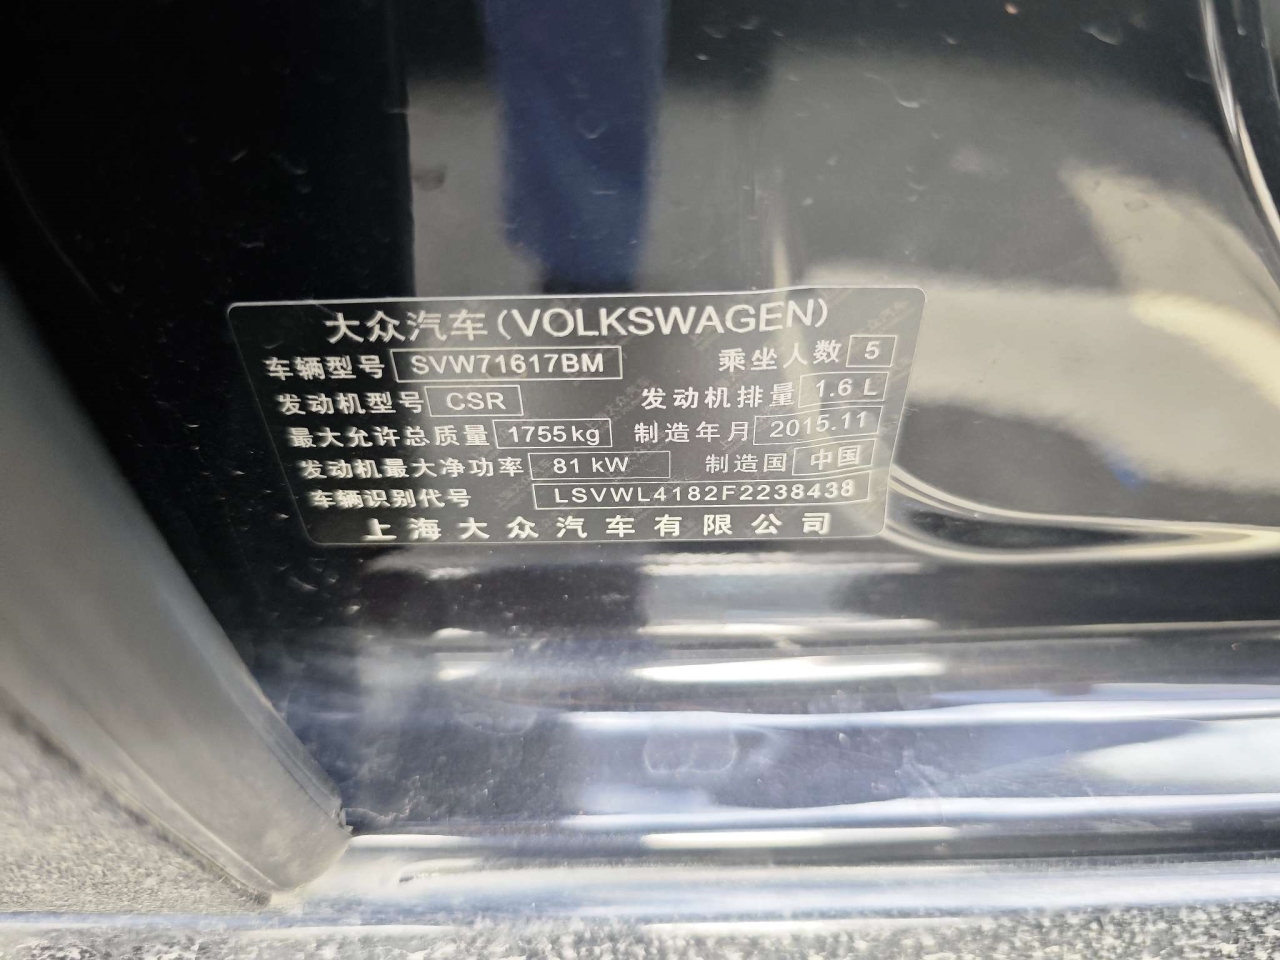 大众汽车(VOLKSWAGEN)
车辆型号 SVW71617BM 乘坐人数 5
发动机型号 CSR 发动机排量 1.6 L
最大允许总质量 1755kg 制造年月 2015.11
发动机最大净功率 81 kW 制造国 中国
车辆识别代号 LSVWL4182F2238438
上海大众汽车有限公司